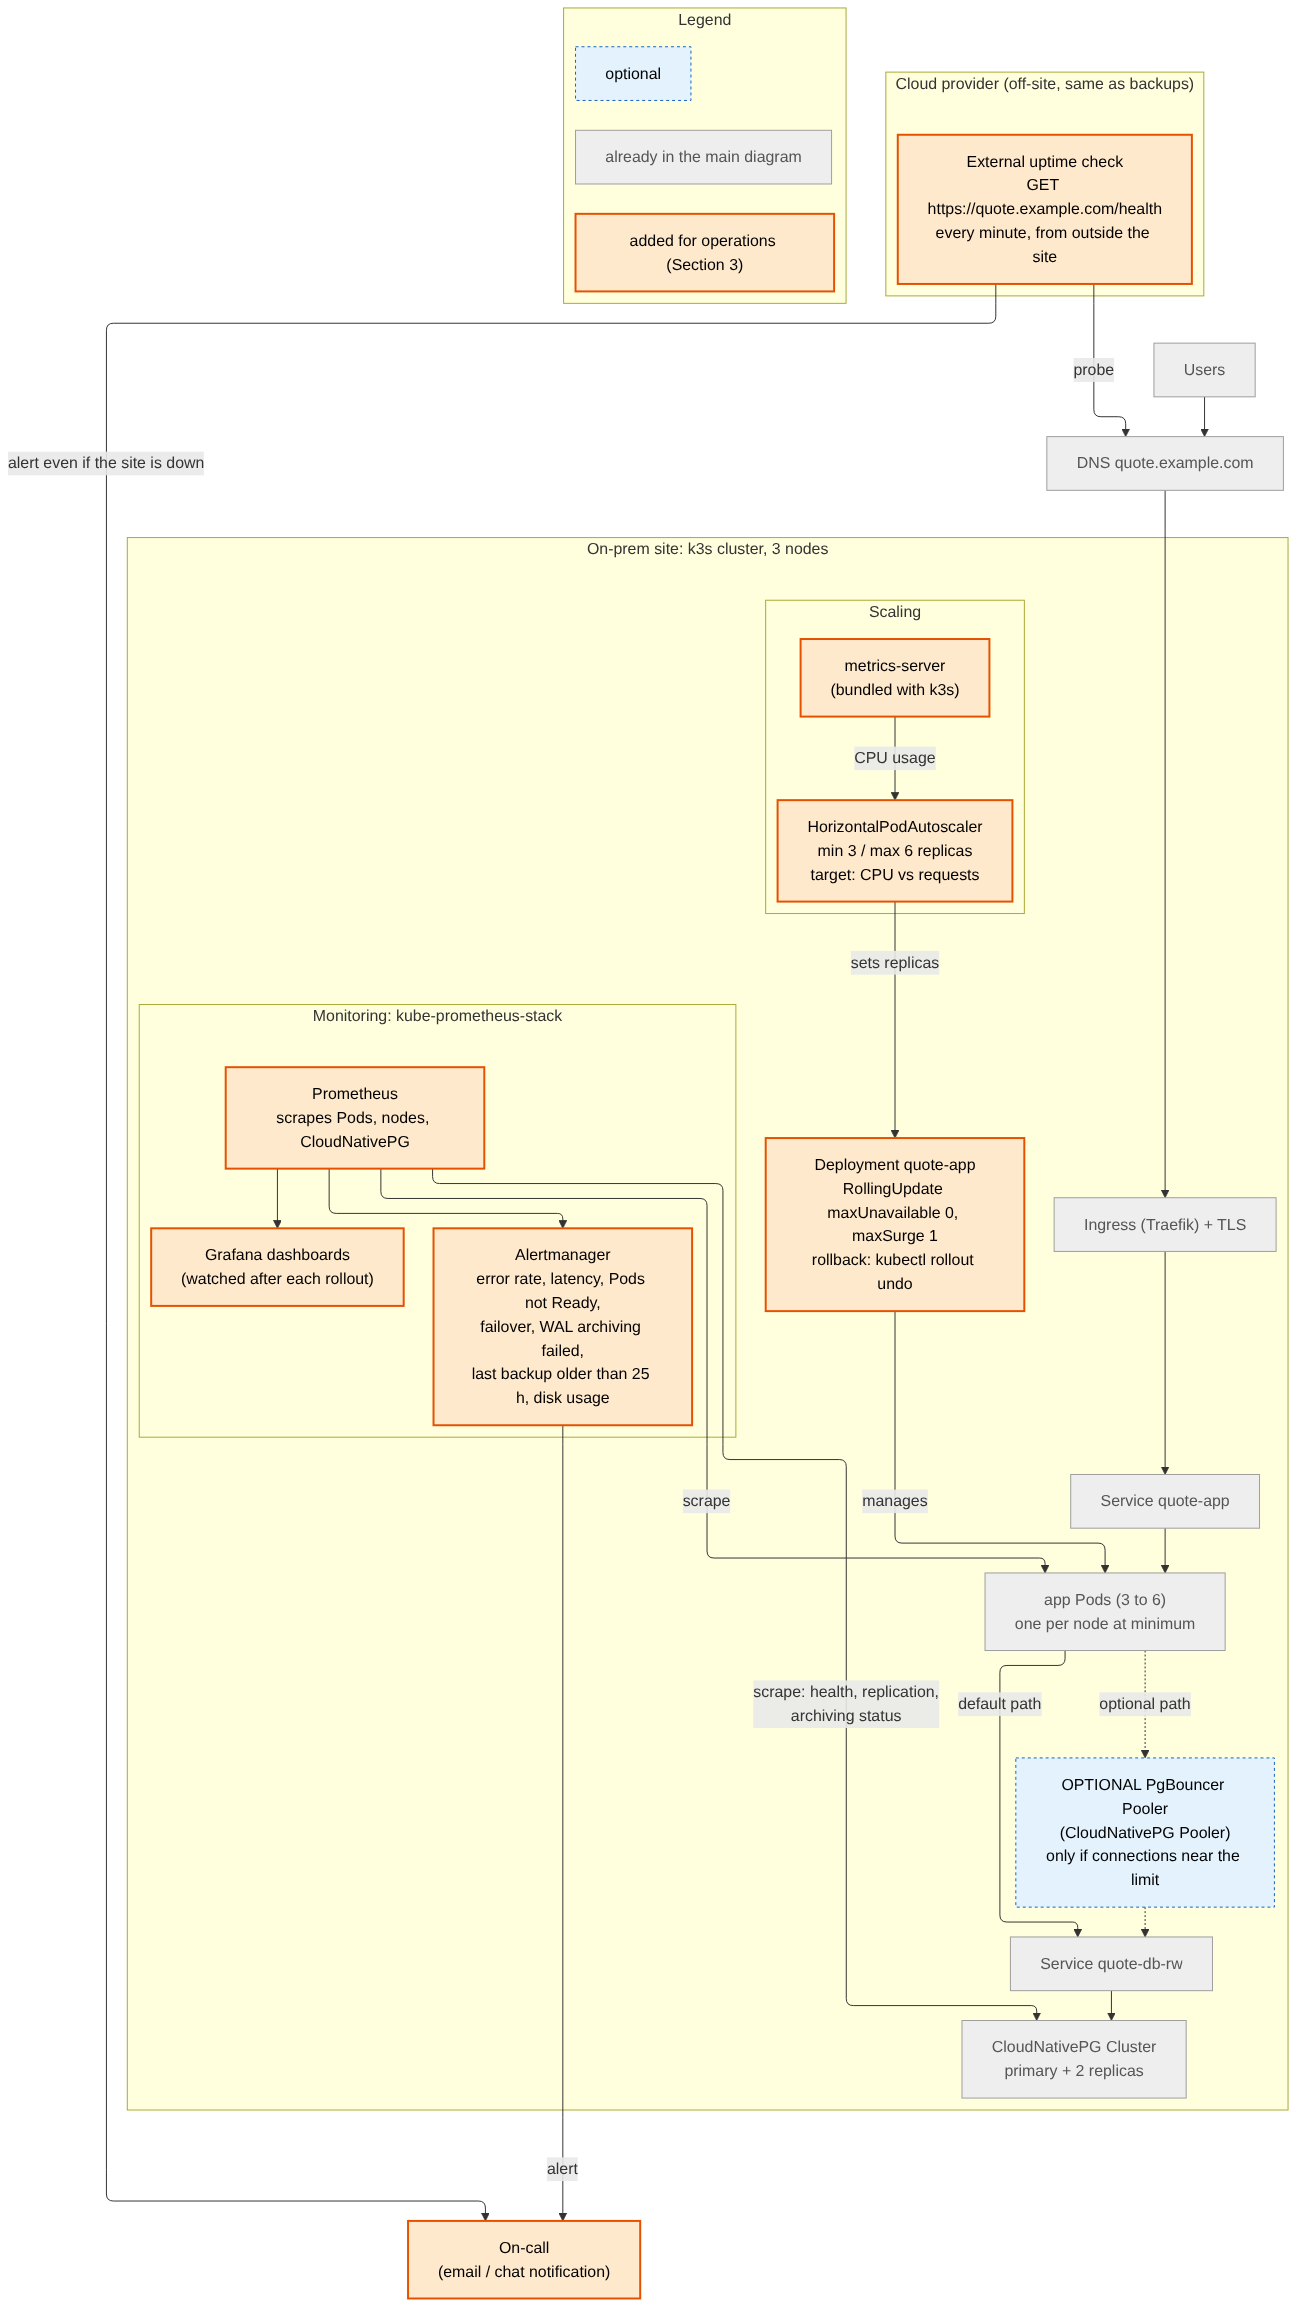 Legend
optional
already in the main diagram
added for operations
(Section 3)
Cloud provider (off-site, same as backups)
External uptime check
GET
https://quote.example.com/health
every minute, from outside the
site
probe
Users
alert even if the site is down
DNS quote.example.com
On-prem site: k3s cluster, 3 nodes
Scaling
metrics-server
(bundled with k3s)
CPU usage
HorizontalPodAutoscaler
min 3 / max 6 replicas
target: CPU vs requests
sets replicas
Monitoring: kube-prometheus-stack
Prometheus
scrapes Pods, nodes,
CloudNativePG
Grafana dashboards
(watched after each rollout)
Alertmanager
error rate, latency, Pods
not Ready,
failover, WAL archiving
failed,
last backup older than 25
h, disk usage
Deployment quote-app
RollingUpdate
maxUnavailable 0,
maxSurge 1
rollback: kubectl rollout
undo
Ingress (Traefik) + TLS
scrape
manages
Service quote-app
app Pods (3 to 6)
one per node at minimum
scrape: health, replication,
archiving status
default path
optional path
OPTIONAL PgBouncer
Pooler
(CloudNativePG Pooler)
only if connections near the
limit
Service quote-db-rw
CloudNativePG Cluster
primary + 2 replicas
alert
On-call
(email / chat notification)